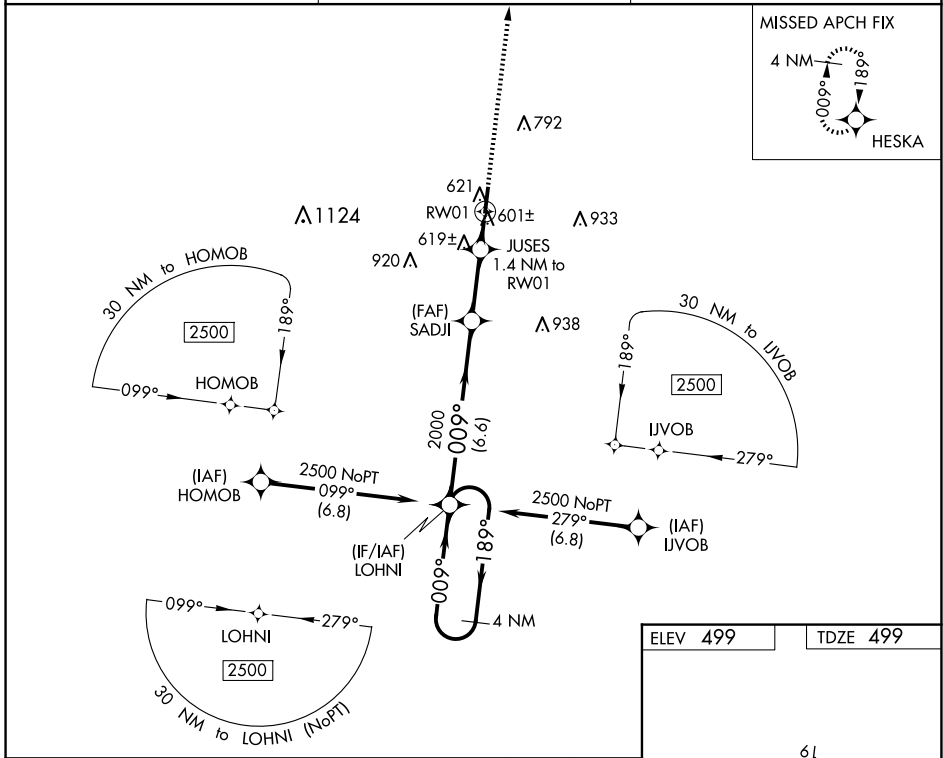 MISSED APCH FIX
4 NM
009°
189°
HESKA
792
621
RW01
601±
1124
933
619±
JUSES
1.4 NM to
RW01
920
(FAF)
SADJI
938
30 NM to HOMOB
2500
189°
HOMOB
099°
30 NM to IJVOB
189°
2500
IJVOB
279°
2000
009°
(6.6)
(IAF)
HOMOB
2500 NoPT
099°
(6.8)
2500 NoPT
279°
(6.8)
(IAF)
IJVOB
(IF/IAF)
LOHNI
009°
189°
4 NM
099°
279°
LOHNI
2500
30 NM to LOHNI (NoPT)
ELEV 499
TDZE 499
19